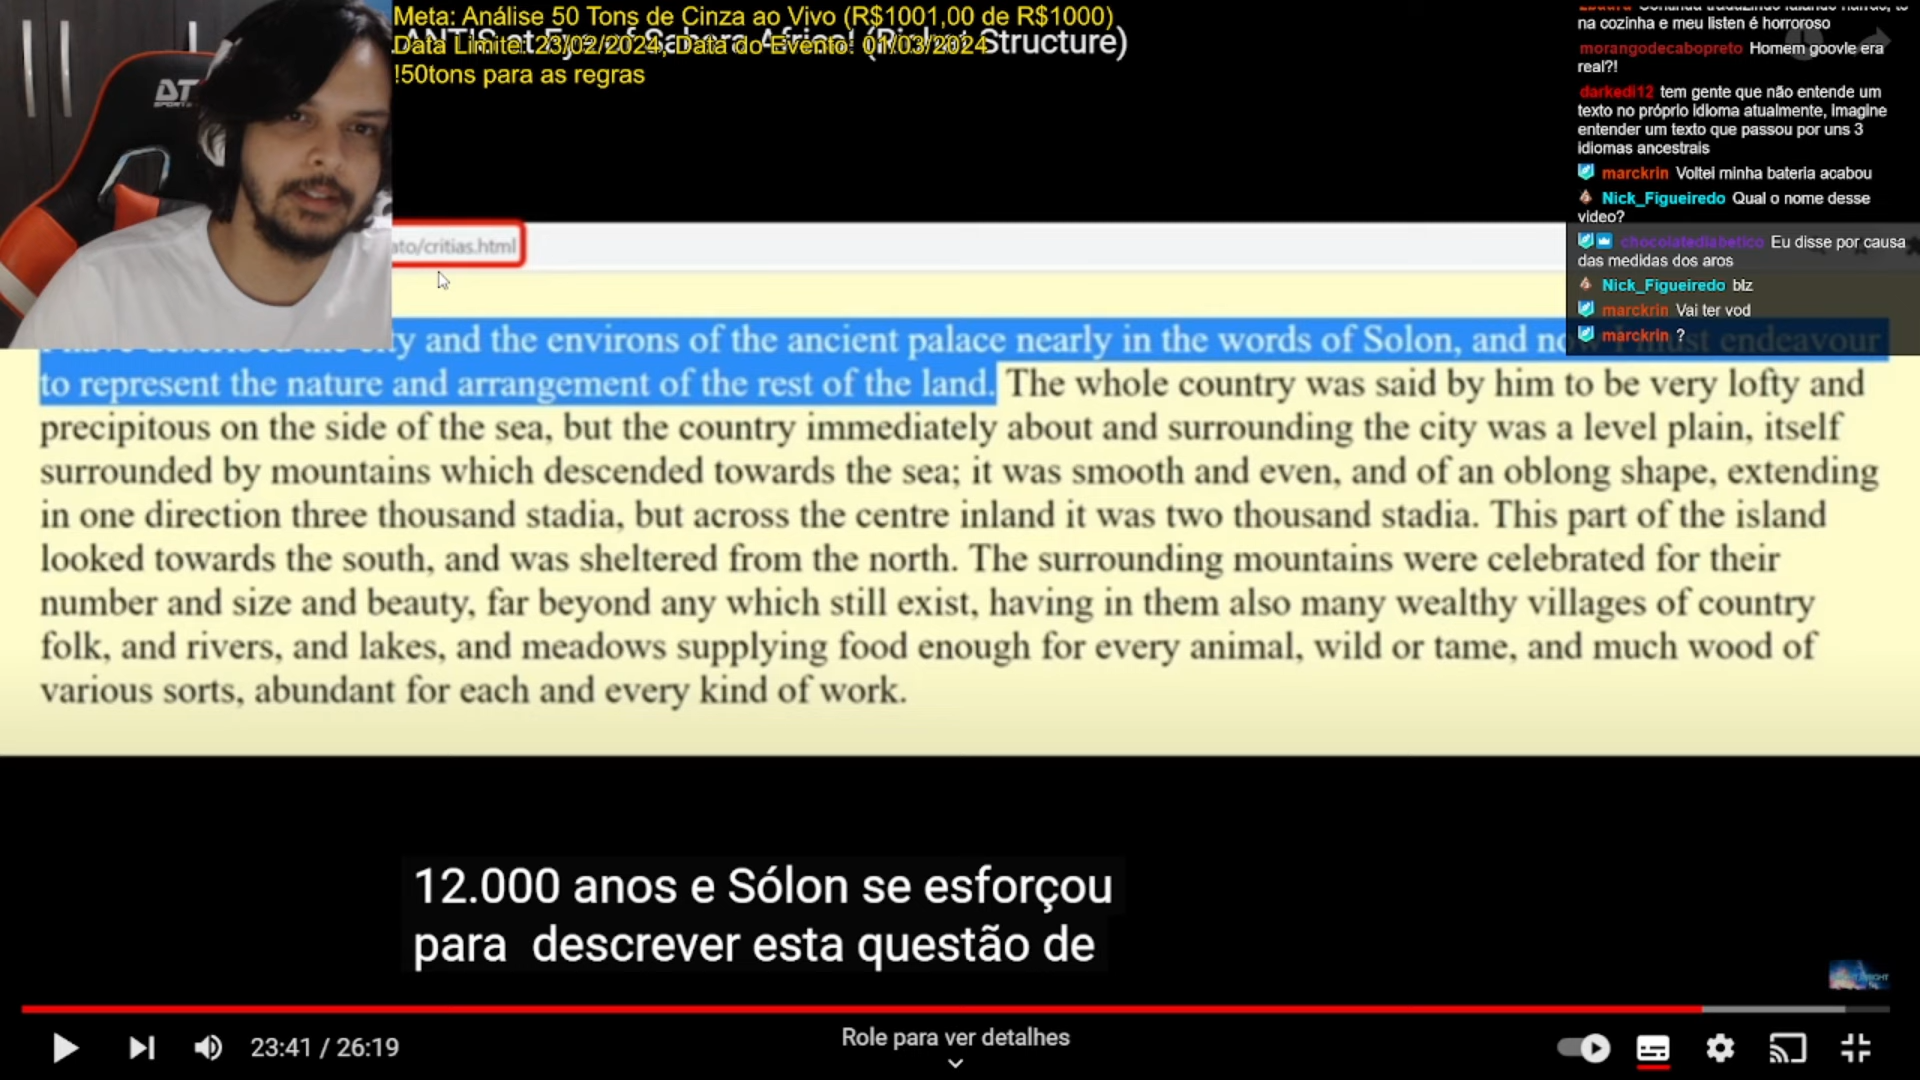 Meta: Análise 50 Tons de Cinza ao Vivo (R$1001,00 de R$1000)
Data Limite: 23/02/2024, Data do Evento: 01/03/2024
Structure)
!50tons para as regras
DT
na cozinha e meu listen é horroroso
morangodecabopreto Homem goovle era
real?!
darkedi12 tem gente que não entende um
texto no próprio idioma atualmente, imagine
entender um texto que passou por uns 3
idiomas ancestrais
marckrin Voltei minha bateria acabou
Nick_Figueiredo Qual o nome desse
video?
chocolatediabetico Eu disse por causa
das medidas dos aros
Nick_Figueiredo blz
marckrin Vai ter vod
marckrin ?
ato/critias.html
and the environs of the ancient palace nearly in the words of Solon, and now I must endeavour
to represent the nature and arrangement of the rest of the land. The whole country was said by him to be very lofty and
precipitous on the side of the sea, but the country immediately about and surrounding the city was a level plain, itself
surrounded by mountains which descended towards the sea; it was smooth and even, and of an oblong shape, extending
in one direction three thousand stadia, but across the centre inland it was two thousand stadia. This part of the island
looked towards the south, and was sheltered from the north. The surrounding mountains were celebrated for their
number and size and beauty, far beyond any which still exist, having in them also many wealthy villages of country
folk, and rivers, and lakes, and meadows supplying food enough for every animal, wild or tame, and much wood of
various sorts, abundant for each and every kind of work.
12.000 anos e Sólon se esforçou
para descrever esta questão de
23:41 / 26:19
Role para ver detalhes